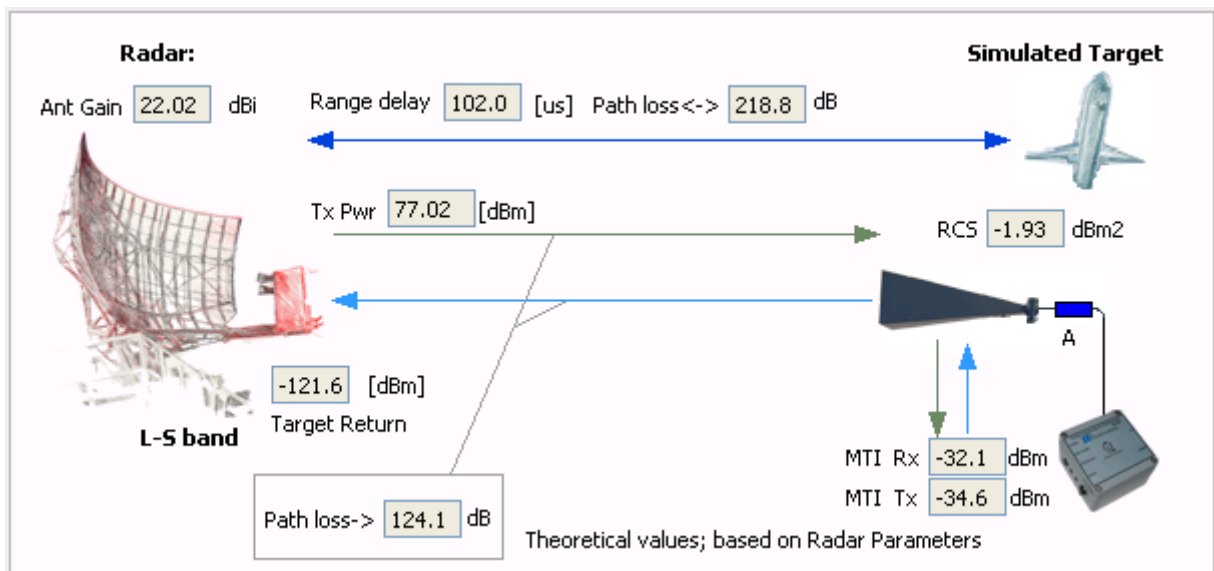 Radar:
Simulated Target
Ant Gain 22.02 dBi
Range delay 102.0 [us] Path loss<-> 218.8 dB
Tx Pwr 77.02 [dBm]
RCS -1.93 dBm2
A
-121.6 [dBm]
Target Return
L-S band
MTI Rx -32.1 dBm
MTI Tx -34.6 dBm
Path loss-> 124.1 dB
Theoretical values; based on Radar Parameters